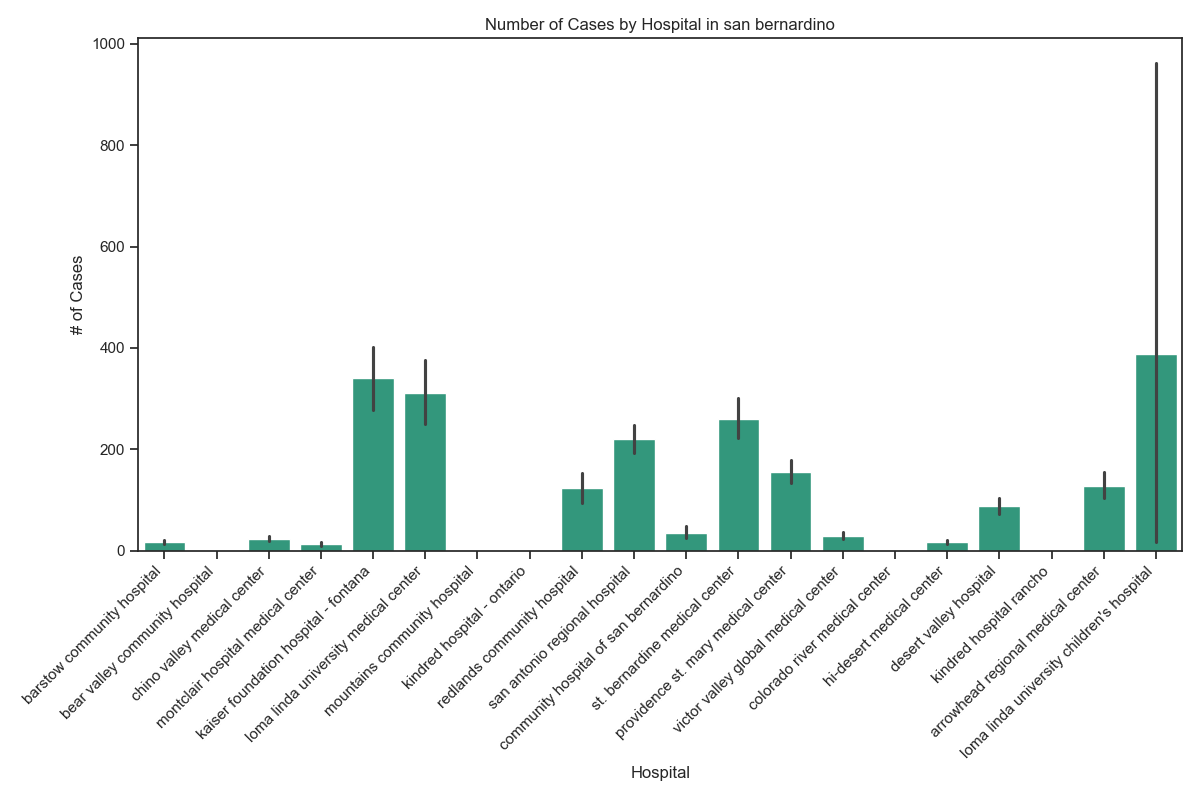 Number of Cases by Hospital in san bernardino
1000
800
600
400
200
0
# of Cases
barstow community hospital
bear valley community hospital
chino valley medical center
montclair hospital medical center
kaiser foundation hospital - fontana
loma linda university medical center
mountains community hospital
kindred hospital - ontario
redlands community hospital
san antonio regional hospital
community hospital of san bernardino
st. bernardine medical center
providence st. mary medical center
victor valley global medical center
colorado river medical center
hi-desert medical center
desert valley hospital
kindred hospital rancho
arrowhead regional medical center
loma linda university children's hospital
Hospital